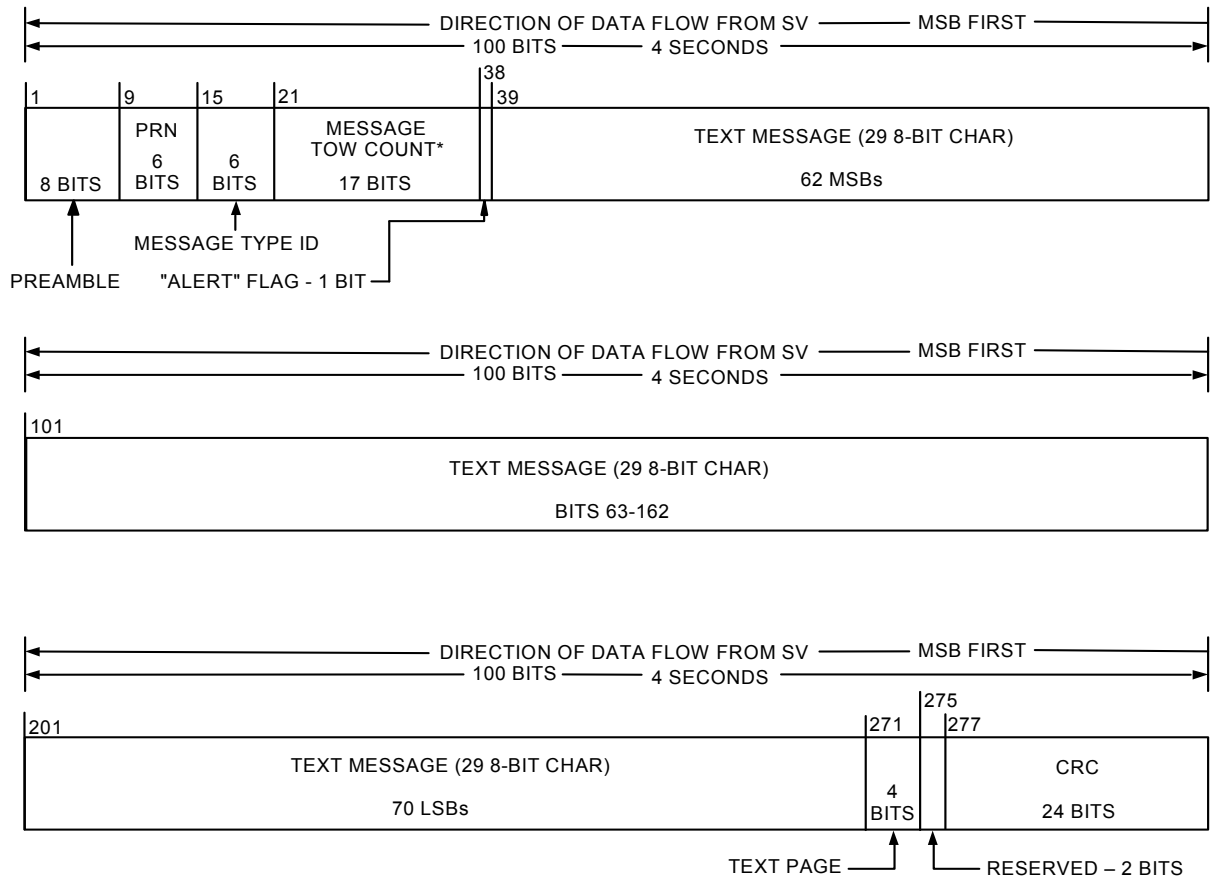 DIRECTION OF DATA FLOW FROM SV MSB FIRST
100 BITS 4 SECONDS
38
1 9 15 21 39
PRN MESSAGE TEXT MESSAGE (29 8-BIT CHAR)
TOW COUNT*
6 6
8 BITS BITS BITS 17 BITS 62 MSBs
MESSAGE TYPE ID
PREAMBLE "ALERT" FLAG - 1 BIT
DIRECTION OF DATA FLOW FROM SV MSB FIRST
100 BITS 4 SECONDS
101
TEXT MESSAGE (29 8-BIT CHAR)
BITS 63-162
DIRECTION OF DATA FLOW FROM SV MSB FIRST
100 BITS 4 SECONDS
275
201 271 277
TEXT MESSAGE (29 8-BIT CHAR) CRC
4
70 LSBs BITS 24 BITS
TEXT PAGE RESERVED – 2 BITS